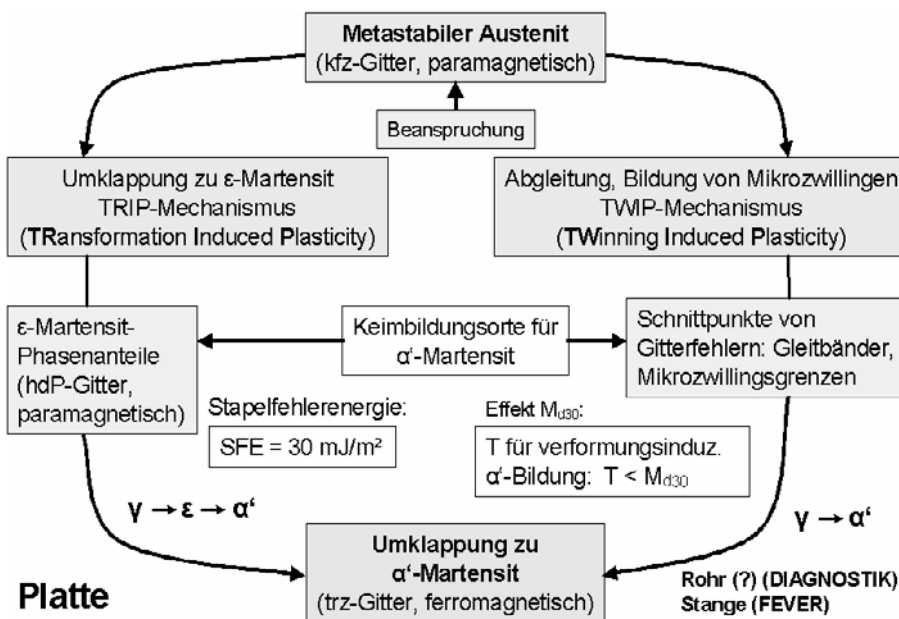 Metastabiler Austenit
(kfz-Gitter, paramagnetisch)
Beanspruchung
Umklappung zu ε-Martensit
TRIP-Mechanismus
(TRansformation Induced Plasticity)
Abgleitung, Bildung von Mikrozwillingen
TWIP-Mechanismus
(TWinning Induced Plasticity)
ε-Martensit-
Phasenanteile
(hdP-Gitter,
paramagnetisch)
Keimbildungsorte für
α‘-Martensit
Schnittpunkte von
Gitterfehlern: Gleitbänder,
Mikrozwillingsgrenzen
Stapelfehlerenergie:
SFE = 30 mJ/m²
Effekt Md30:
T für verformungsinduz.
α‘-Bildung: T < Md30
γ → ε → α‘
γ → α‘
Umklappung zu
α‘-Martensit
(trz-Gitter, ferromagnetisch)
Platte
Rohr (?) (DIAGNOSTIK)
Stange (FEVER)